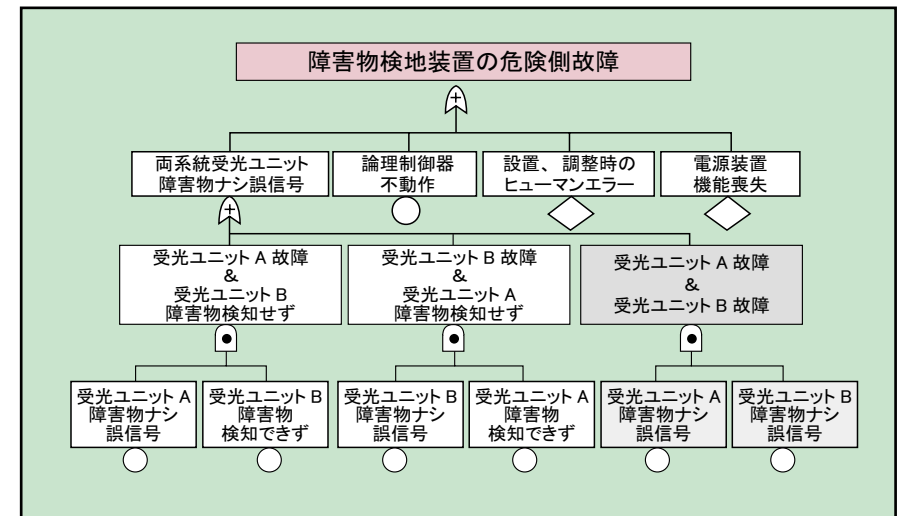 障害物検地装置の危険側故障
両系統受光ユニット
障害物ナシ誤信号
論理制御器
不動作
設置、調整時の
ヒューマンエラー
電源装置
機能喪失
受光ユニット A 故障
&
受光ユニット B
障害物検知せず
受光ユニット B 故障
&
受光ユニット A
障害物検知せず
受光ユニット A 故障
&
受光ユニット B 故障
受光ユニット A
障害物ナシ
誤信号
受光ユニット B
障害物
検知できず
受光ユニット B
障害物ナシ
誤信号
受光ユニット A
障害物
検知できず
受光ユニット A
障害物ナシ
誤信号
受光ユニット B
障害物ナシ
誤信号